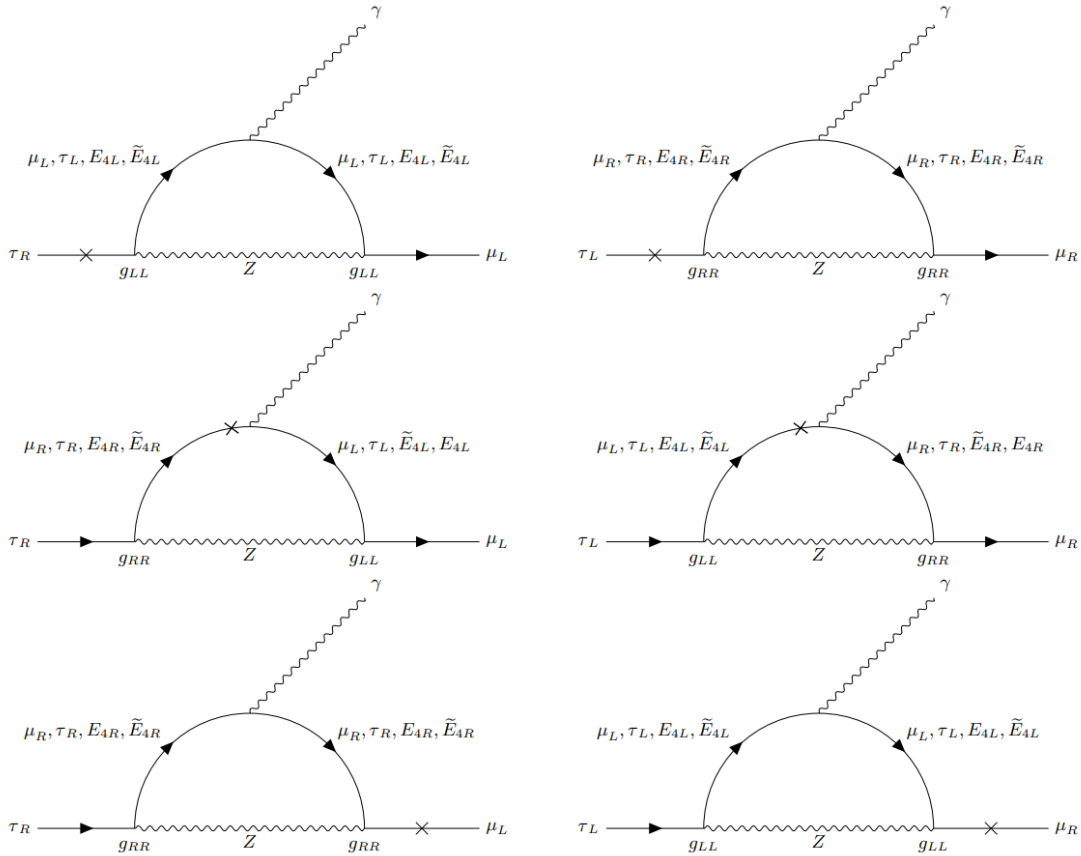 γ γ
μ_L, τ_L, E_{4L}, Ẽ_{4L} μ_L, τ_L, E_{4L}, Ẽ_{4L} μ_R, τ_R, E_{4R}, Ẽ_{4R} μ_R, τ_R, E_{4R}, Ẽ_{4R}
τ_R μ_L τ_L μ_R
g_{LL} Z g_{LL} g_{RR} Z g_{RR}
γ γ
μ_R, τ_R, E_{4R}, Ẽ_{4R} μ_L, τ_L, Ẽ_{4L}, E_{4L} μ_L, τ_L, E_{4L}, Ẽ_{4L} μ_R, τ_R, Ẽ_{4R}, E_{4R}
τ_R μ_L τ_L μ_R
g_{RR} Z g_{LL} g_{LL} Z g_{RR}
γ γ
μ_R, τ_R, E_{4R}, Ẽ_{4R} μ_R, τ_R, E_{4R}, Ẽ_{4R} μ_L, τ_L, E_{4L}, Ẽ_{4L} μ_L, τ_L, E_{4L}, Ẽ_{4L}
τ_R μ_L τ_L μ_R
g_{RR} Z g_{RR} g_{LL} Z g_{LL}